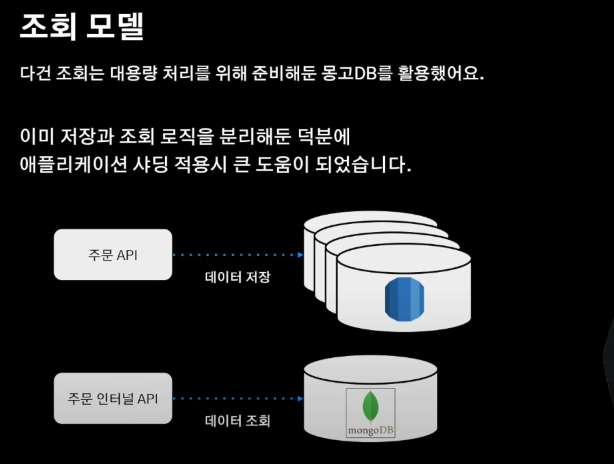 조회 모델
다건 조회는 대용량 처리를 위해 준비해둔 몽고DB를 활용했어요.
이미 저장과 조회 로직을 분리해둔 덕분에
애플리케이션 샤딩 적용시 큰 도움이 되었습니다.
주문 API
데이터 저장
주문 인터널 API
데이터 조회
mongoDB